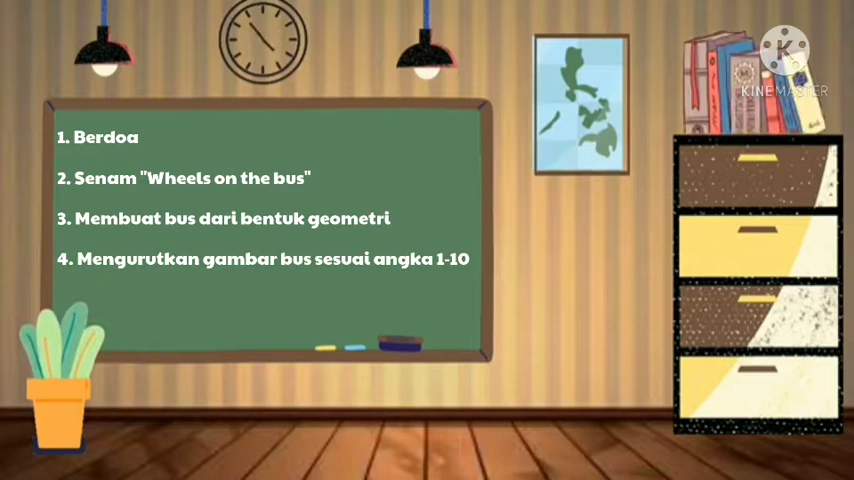 1. Berdoa
2. Senam "Wheels on the bus"
3. Membuat bus dari bentuk geometri
4. Mengurutkan gambar bus sesuai angka 1-10
K
KINEMASTER